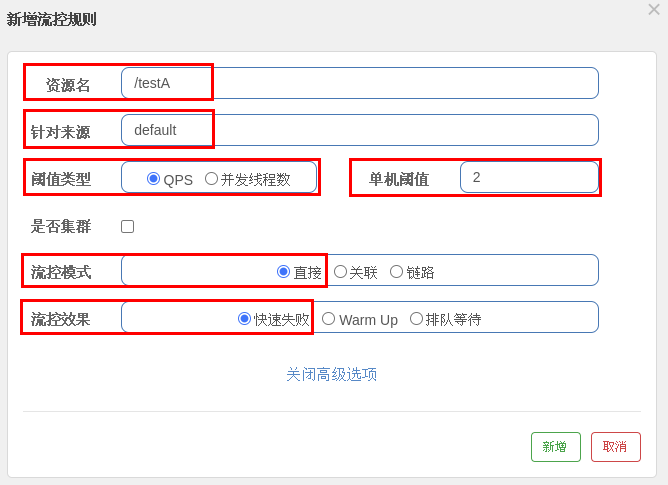 新增流控规则
资源名 /testA
针对来源 default
阈值类型 QPS 并发线程数 单机阈值 2
是否集群
流控模式 直接 关联 链路
流控效果 快速失败 Warm Up 排队等待
关闭高级选项
新增 取消